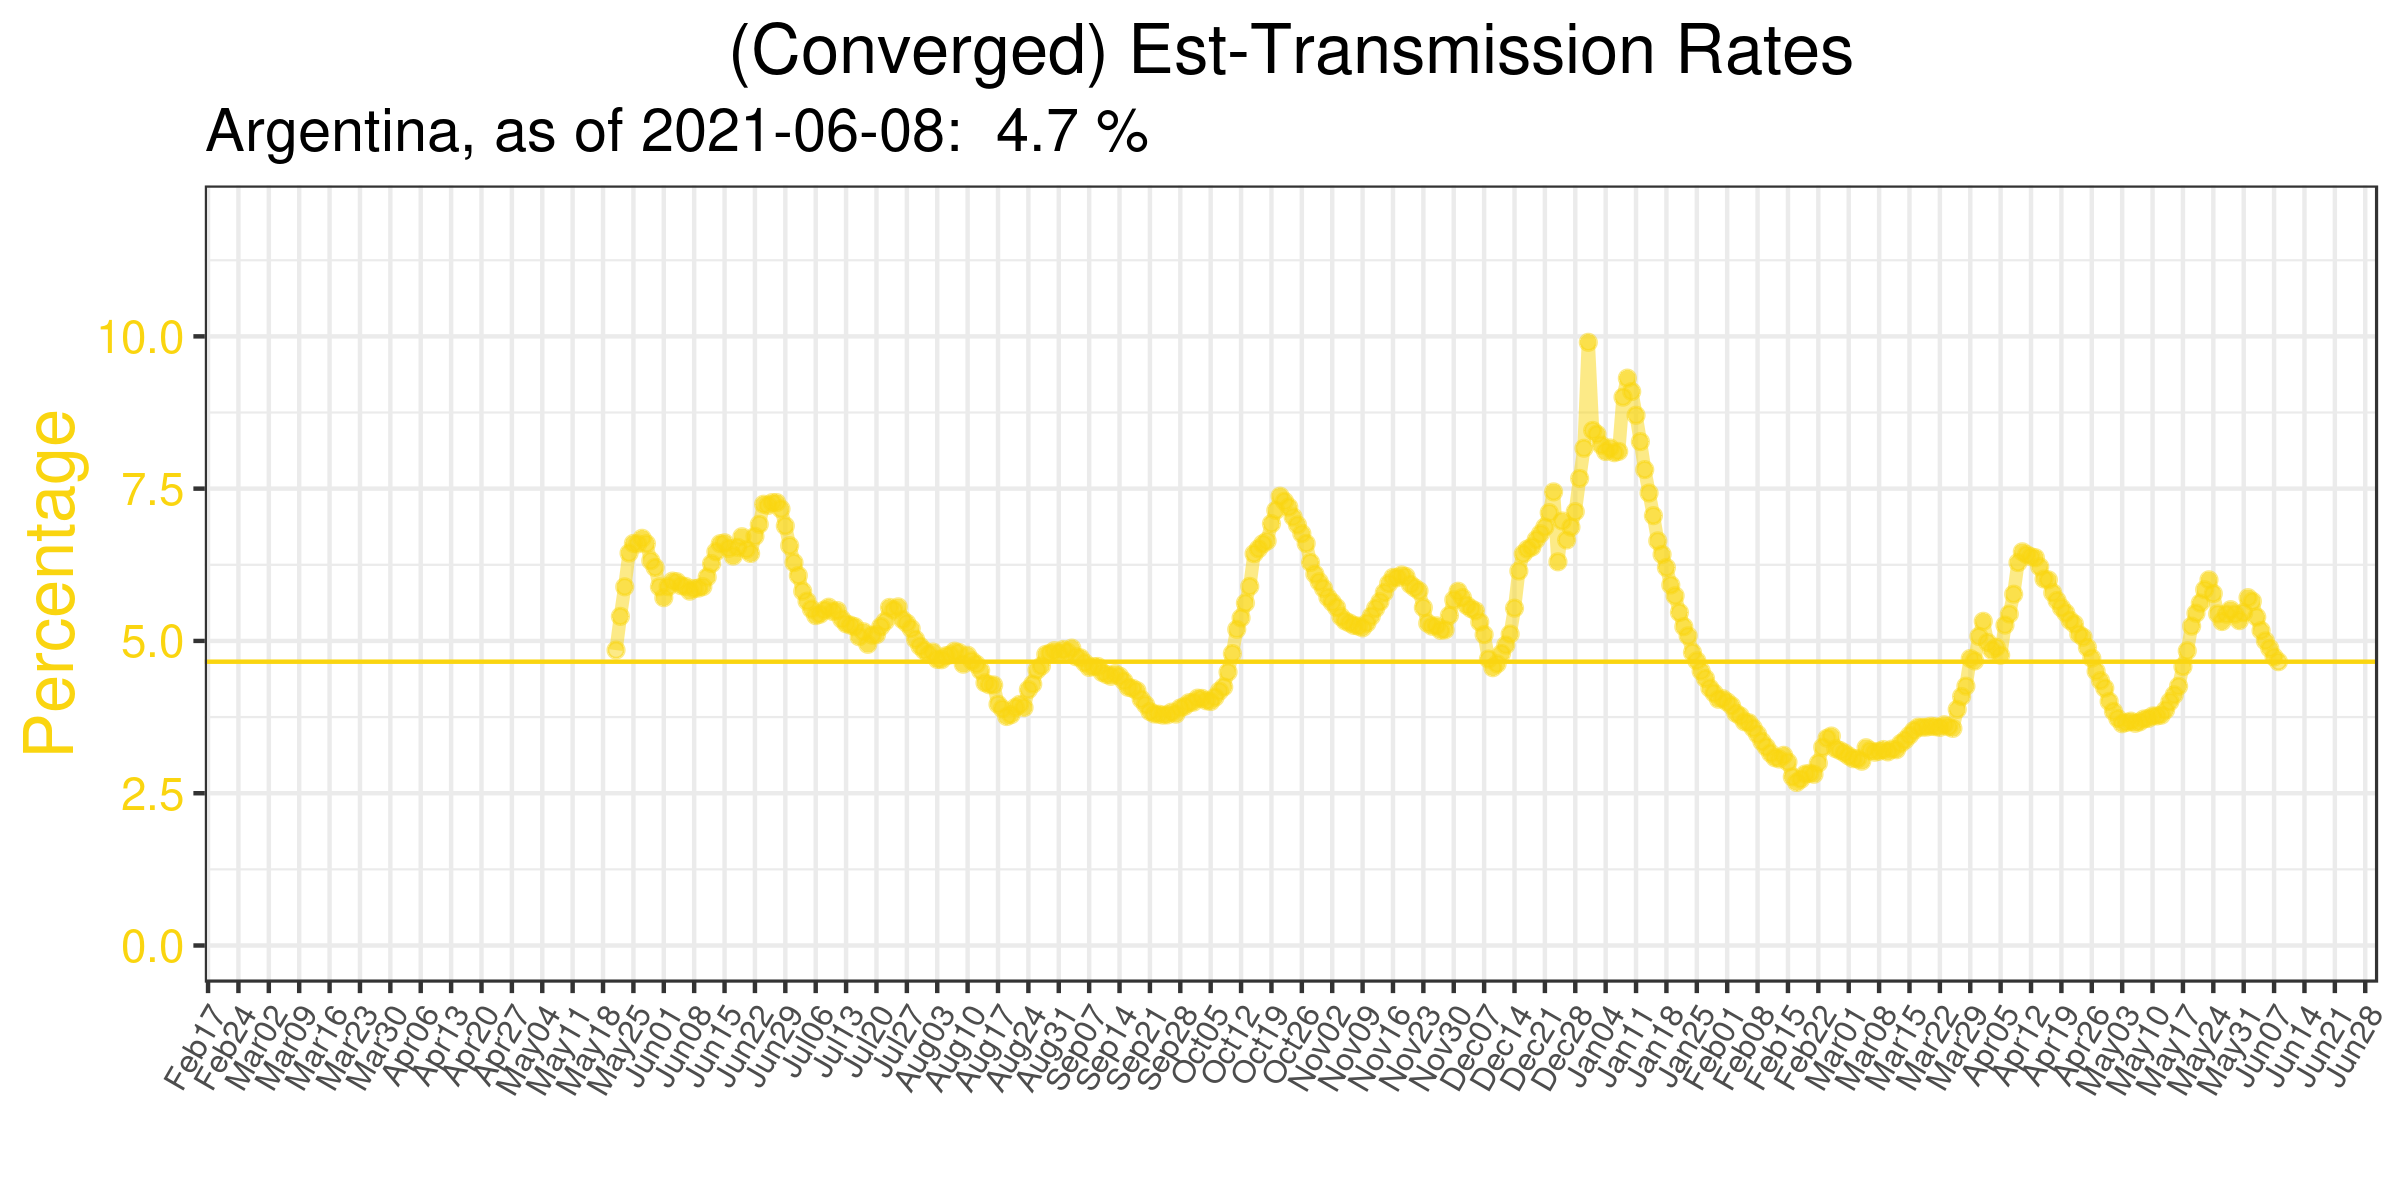 (Converged) Est-Transmission Rates
Argentina, as of 2021-06-08:  4.7 %
Percentage
10.0
7.5
5.0
2.5
0.0
Feb17
Feb24
Mar02
Mar09
Mar16
Mar23
Mar30
Apr06
Apr13
Apr20
Apr27
May04
May11
May18
May25
Jun01
Jun08
Jun15
Jun22
Jun29
Jul06
Jul13
Jul20
Jul27
Aug03
Aug10
Aug17
Aug24
Aug31
Sep07
Sep14
Sep21
Sep28
Oct05
Oct12
Oct19
Oct26
Nov02
Nov09
Nov16
Nov23
Nov30
Dec07
Dec14
Dec21
Dec28
Jan04
Jan11
Jan18
Jan25
Feb01
Feb08
Feb15
Feb22
Mar01
Mar08
Mar15
Mar22
Mar29
Apr05
Apr12
Apr19
Apr26
May03
May10
May17
May24
May31
Jun07
Jun14
Jun21
Jun28